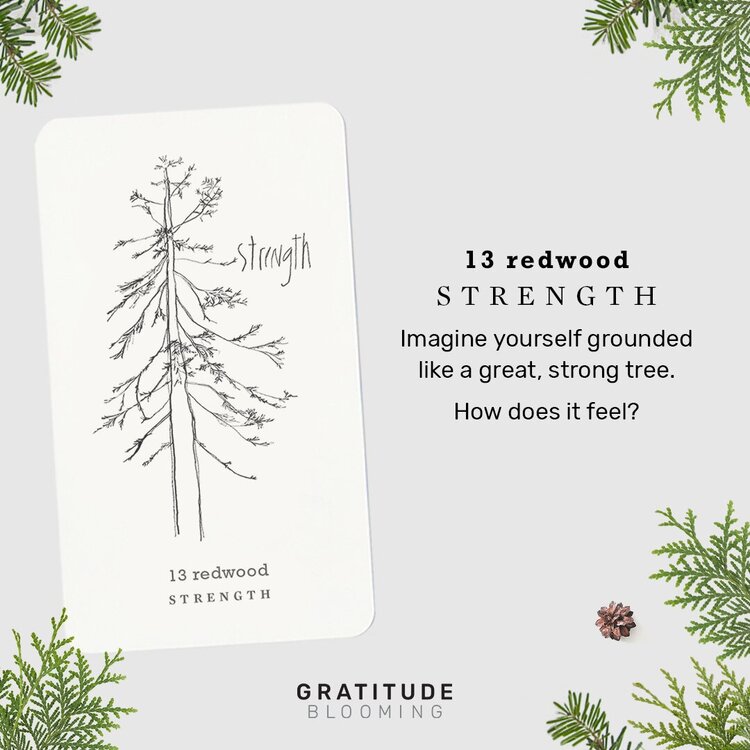 strength
13 redwood
STRENGTH
13 redwood
STRENGTH
Imagine yourself grounded
like a great, strong tree.
How does it feel?
GRATITUDE
BLOOMING